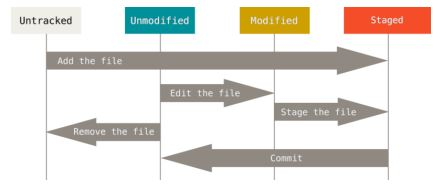 Untracked
Unmodified
Modified
Staged
Add the file
Edit the file
Stage the file
Remove the file
Commit